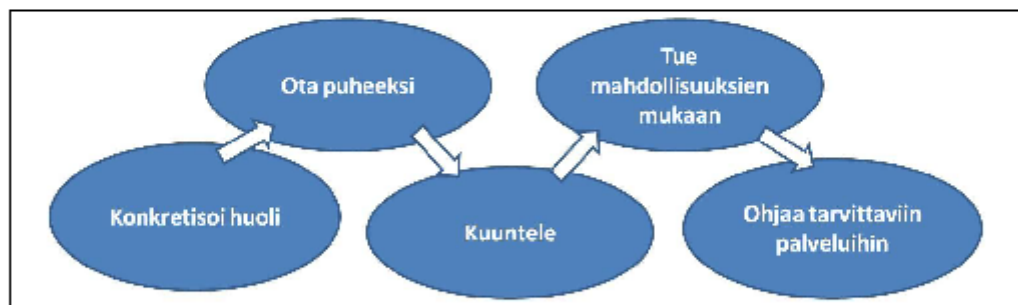 Konkretisoi huoli
Ota puheeksi
Kuuntele
Tue
mahdollisuuksien
mukaan
Ohjaa tarvittaviin
palveluihin